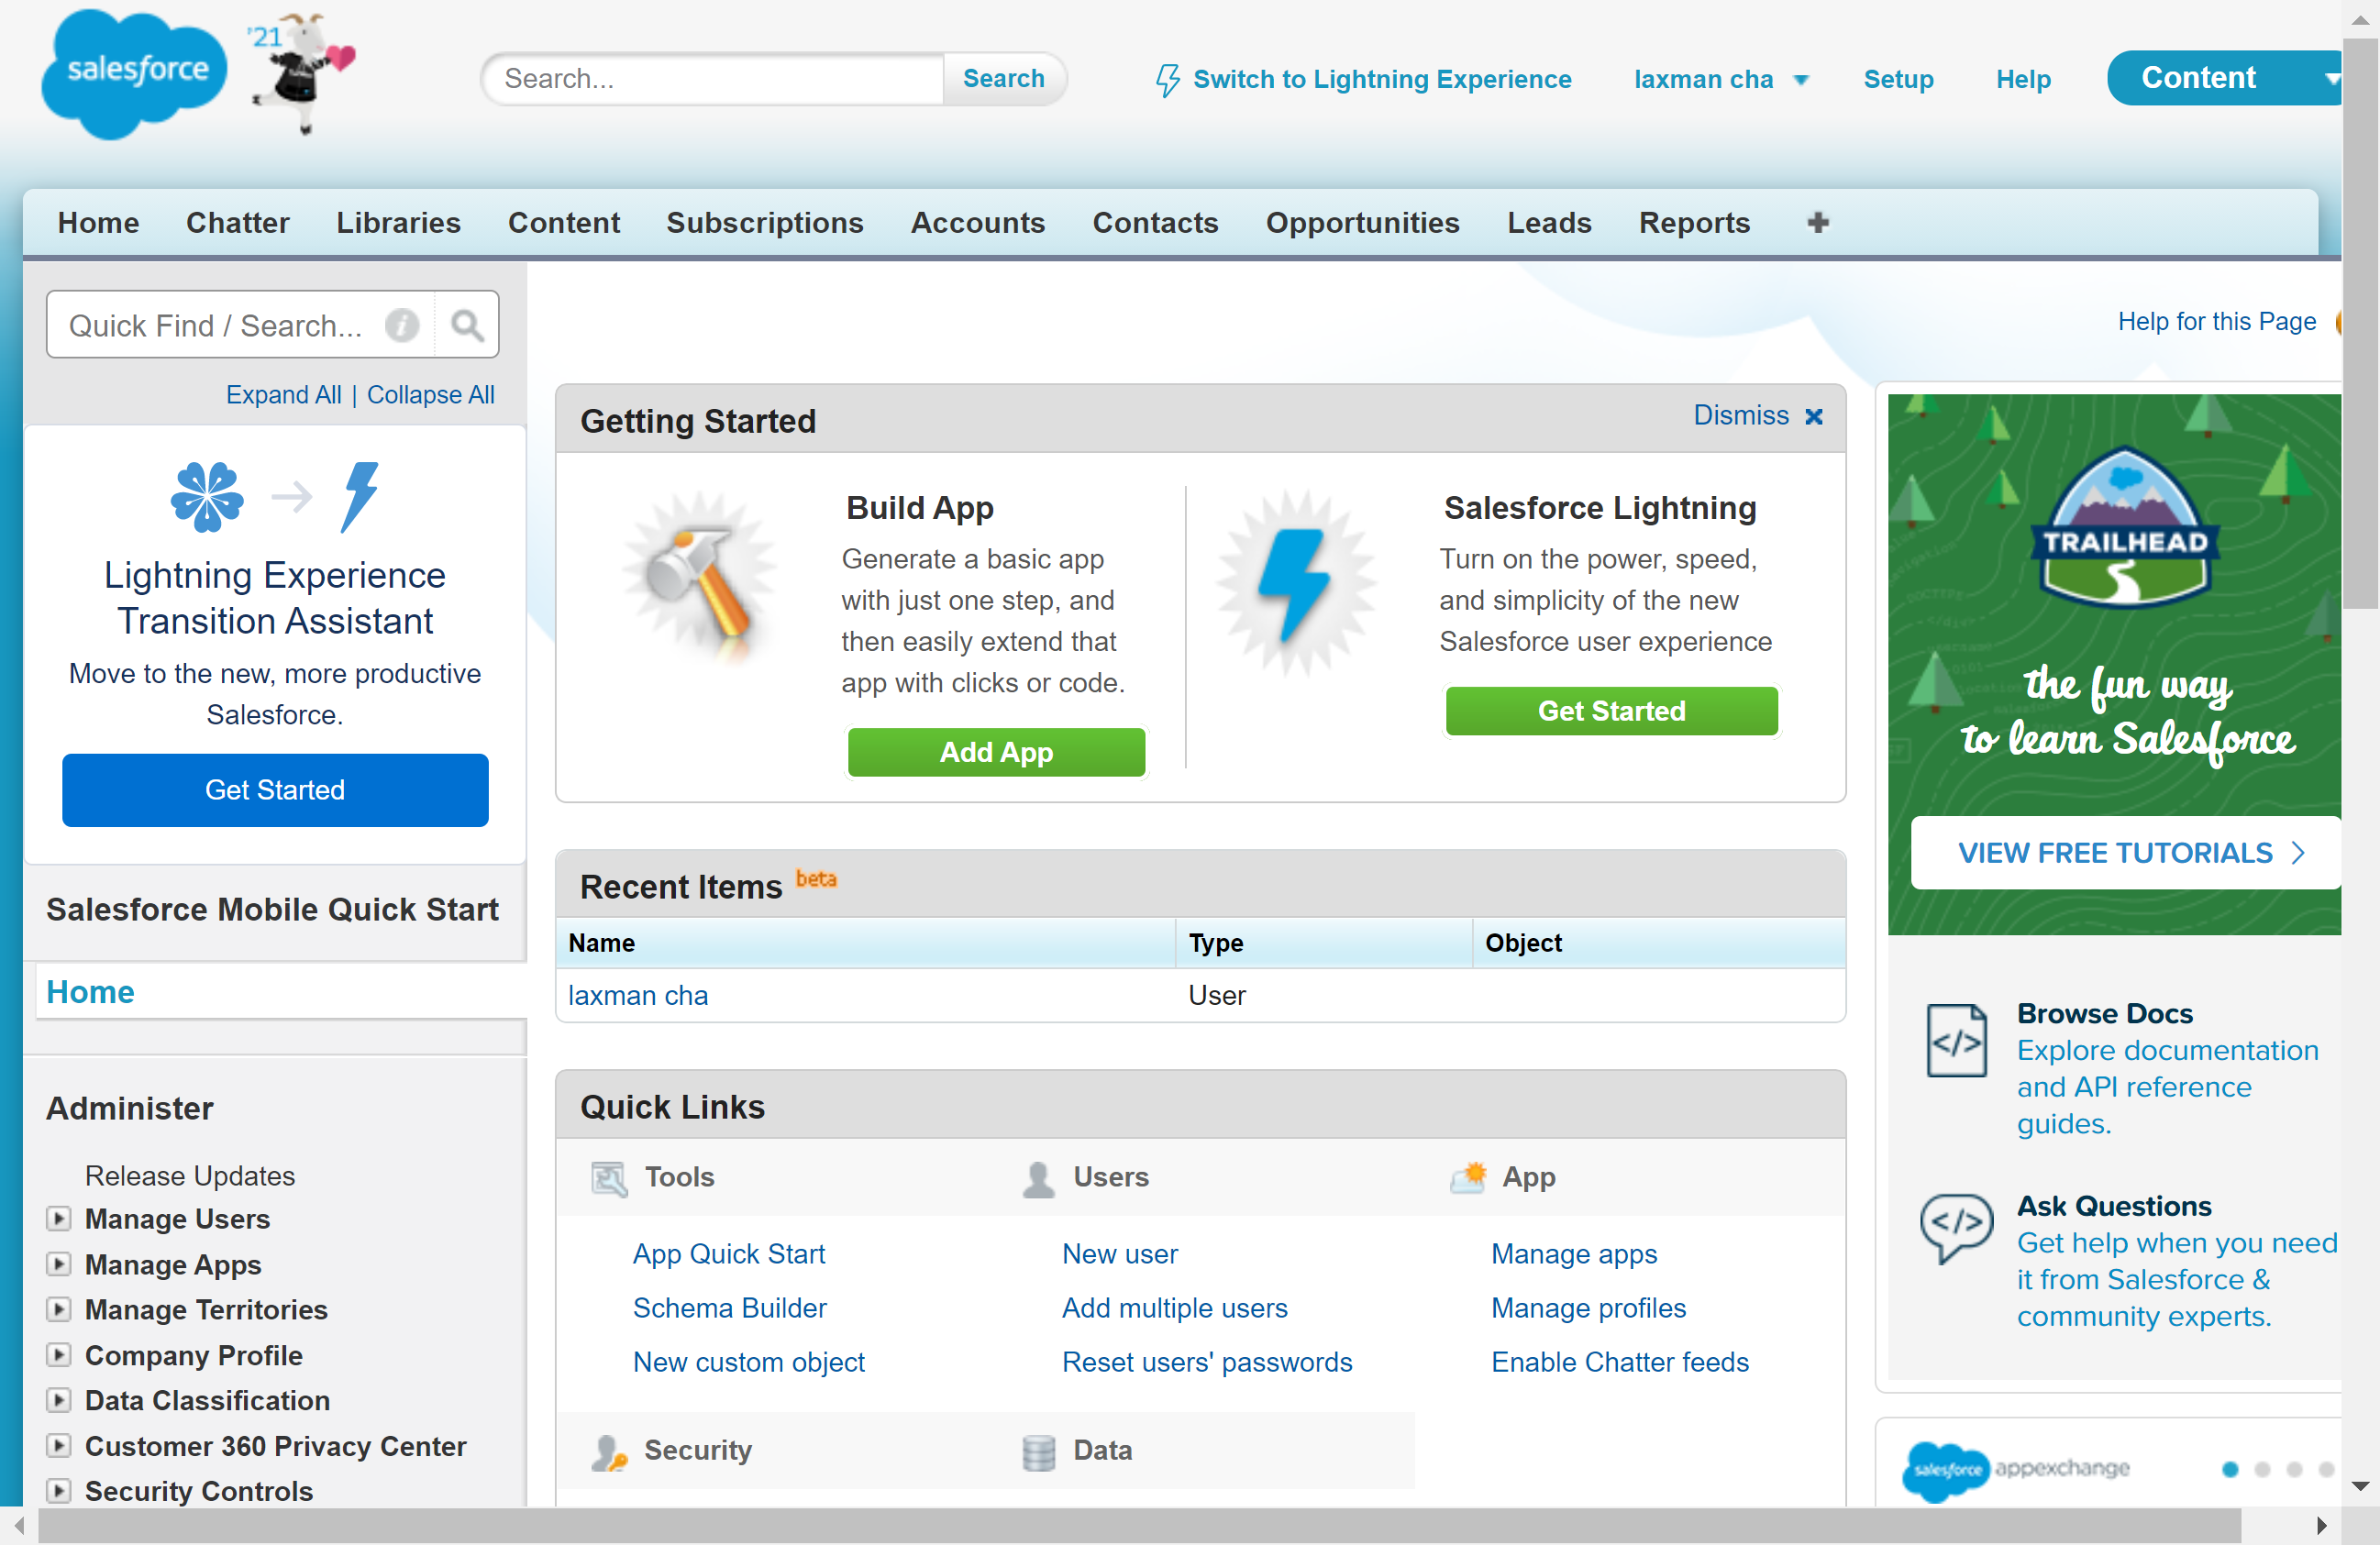 salesforce
'21
Search...
Search
Switch to Lightning Experience
laxman cha
Setup
Help
Content
Home
Chatter
Libraries
Content
Subscriptions
Accounts
Contacts
Opportunities
Leads
Reports
Quick Find / Search...
Expand All | Collapse All
Lightning Experience
Transition Assistant
Move to the new, more productive
Salesforce.
Get Started
Salesforce Mobile Quick Start
Home
Administer
Release Updates
Manage Users
Manage Apps
Manage Territories
Company Profile
Data Classification
Customer 360 Privacy Center
Security Controls
Help for this Page
Getting Started
Dismiss
Build App
Generate a basic app
with just one step, and
then easily extend that
app with clicks or code.
Add App
Salesforce Lightning
Turn on the power, speed,
and simplicity of the new
Salesforce user experience
Get Started
Recent Items beta
Name
Type
Object
laxman cha
User
Quick Links
Tools
Users
App
App Quick Start
New user
Manage apps
Schema Builder
Add multiple users
Manage profiles
New custom object
Reset users' passwords
Enable Chatter feeds
Security
Data
TRAILHEAD
the fun way
to learn Salesforce
VIEW FREE TUTORIALS
Browse Docs
Explore documentation
and API reference
guides.
Ask Questions
Get help when you need
it from Salesforce &
community experts.
salesforce appexchange